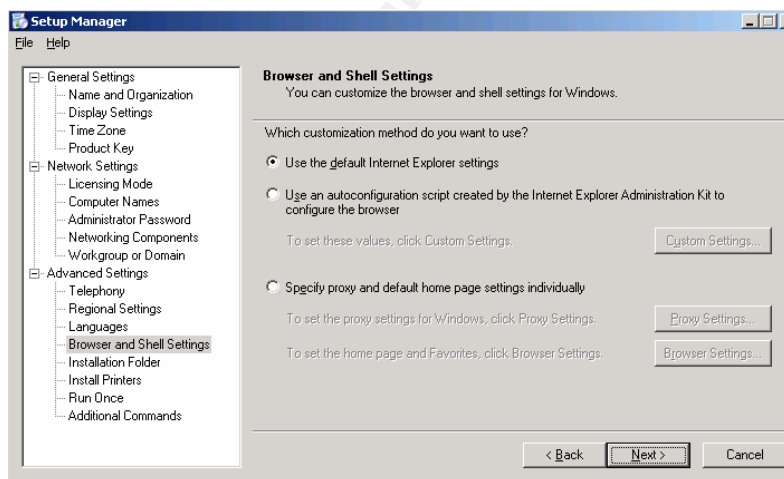 Setup Manager
File Help
General Settings
Name and Organization
Display Settings
Time Zone
Product Key
Network Settings
Licensing Mode
Computer Names
Administrator Password
Networking Components
Workgroup or Domain
Advanced Settings
Telephony
Regional Settings
Languages
Browser and Shell Settings
Installation Folder
Install Printers
Run Once
Additional Commands
Browser and Shell Settings
You can customize the browser and shell settings for Windows.
Which customization method do you want to use?
Use the default Internet Explorer settings
Use an autoconfiguration script created by the Internet Explorer Administration Kit to
configure the browser
To set these values, click Custom Settings.
Custom Settings...
Specify proxy and default home page settings individually
To set the proxy settings for Windows, click Proxy Settings.
Proxy Settings...
To set the home page and Favorites, click Browser Settings.
Browser Settings...
< Back
Next >
Cancel